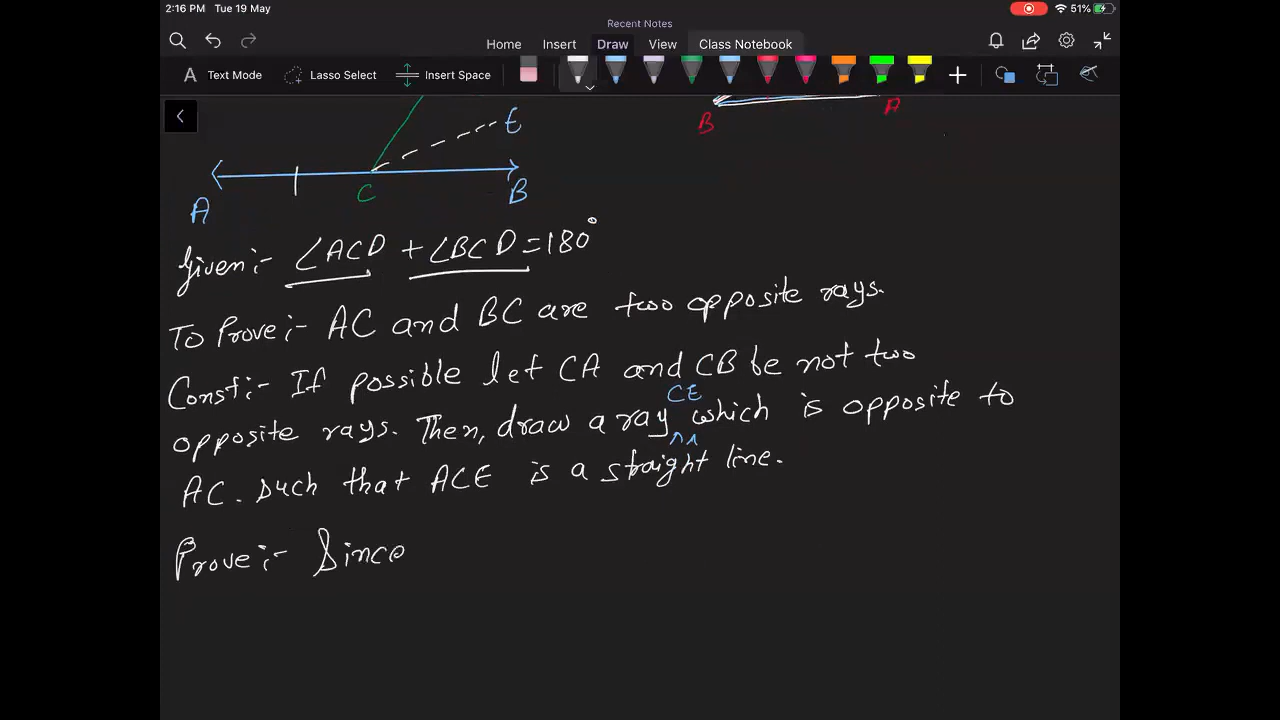 2:16 PM Tue 19 May
51%
Recent Notes
Home Insert Draw View Class Notebook
Text Mode Lasso Select Insert Space
E
B A
C
A B
Given:- ∠ACD + ∠BCD = 180°
To Prove:- AC and BC are two opposite rays.
Const:- If possible let CA and CB be not two
CE
opposite rays. Then, draw a ray ^^ which is opposite to
AC. such that ACE is a straight line.
Prove:- Since